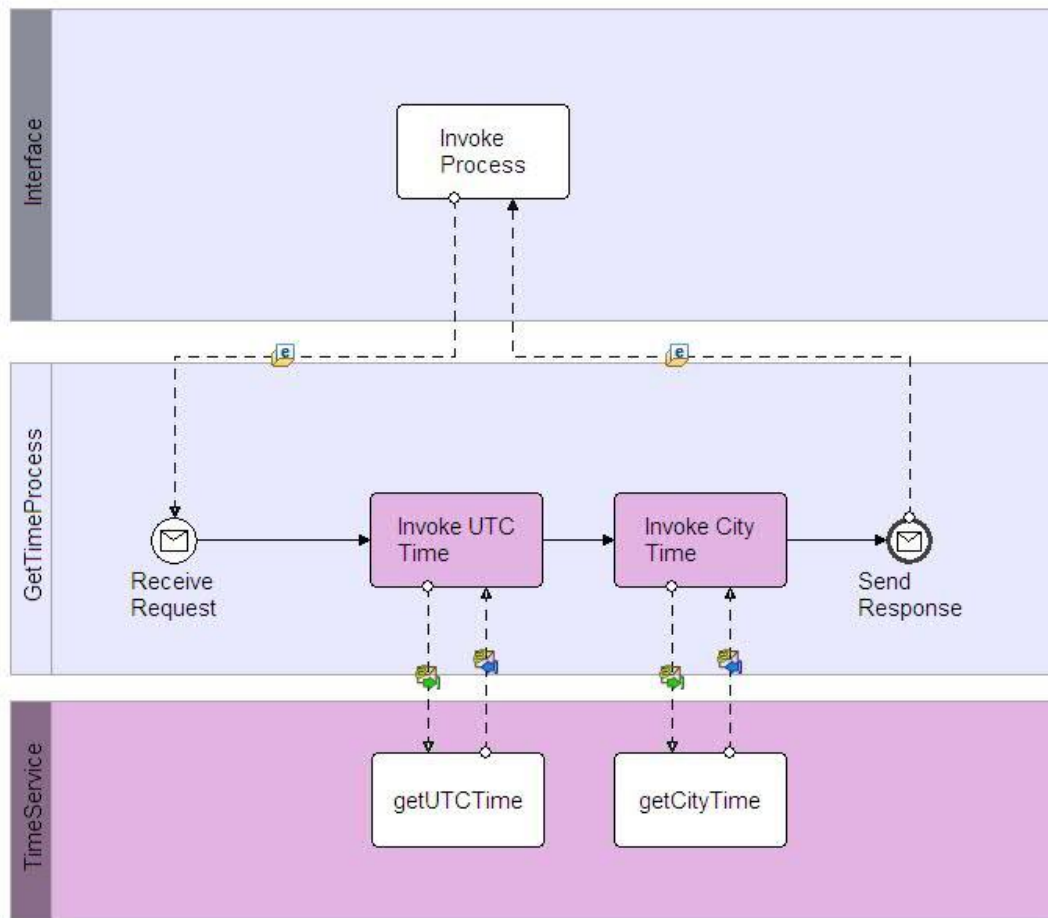 Interface
Invoke
Process
e
e
GetTimeProcess
Receive
Request
Invoke UTC
Time
Invoke City
Time
Send
Response
TimeService
getUTCTime
getCityTime